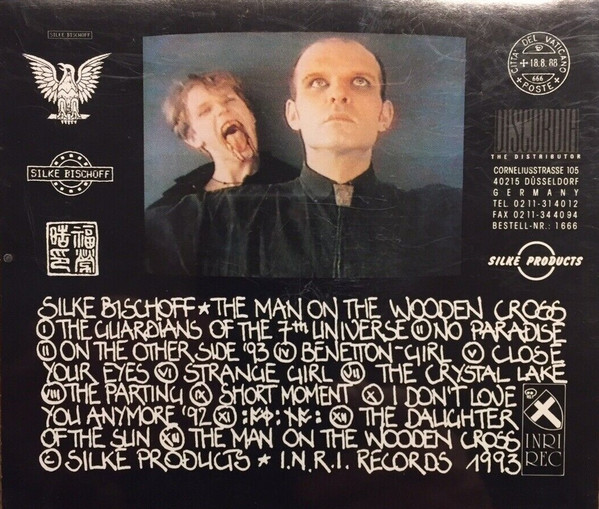 SILKE BISCHOFF
SILKE BISCHOFF
CITTA' DEL VATICANO
18.8.88
666
POSTE
DISCORDIA
THE DISTRIBUTOR
CORNELIUSSTRASSE 105
40215 DÜSSELDORF
GERMANY
TEL. 0211-314012
FAX 0211-344094
BESTELL-NR.: 1666
SILKE PRODUCTS
SILKE BISCHOFF ★ THE MAN ON THE WOODEN CROSS
I THE GUARDIANS OF THE 7th UNIVERSE II NO PARADISE
II ON THE OTHER SIDE '93 IV BENETTON-GIRL V CLOSE
YOUR EYES VI STRANGE GIRL VII THE CRYSTAL LAKE
VIII THE PARTING IX SHORT MOMENT X I DON'T LOVE
YOU ANYMORE '92 XI XII THE DAUGHTER
OF THE SUN XIII THE MAN ON THE WOODEN CROSS
© SILKE PRODUCTS ★ I.N.R.I. RECORDS 1993
INRI
REC